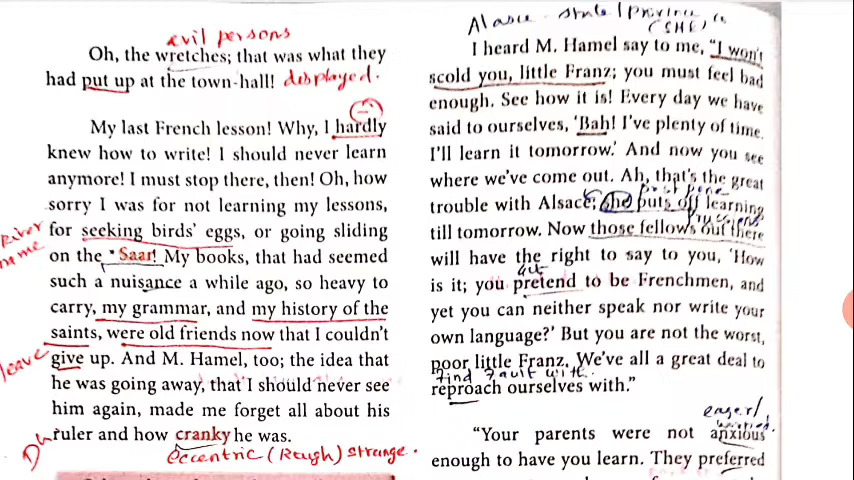 evil persons
Oh, the wretches; that was what they
had put up at the town-hall! displayed.
(-)
My last French lesson! Why, I hardly
knew how to write! I should never learn
anymore! I must stop there, then! Oh, how
sorry I was for not learning my lessons,
for seeking birds' eggs, or going sliding
River
name
on the *Saar! My books, that had seemed
such a nuisance a while ago, so heavy to
carry, my grammar, and my history of the
saints, were old friends now that I couldn't
leave
give up. And M. Hamel, too; the idea that
he was going away, that I should never see
him again, made me forget all about his
ruler and how cranky he was.
eccentric (Rough) strange.
Alsace - state/province
(SHE)
I heard M. Hamel say to me, "I won't
scold you, little Franz; you must feel bad
enough. See how it is! Every day we have
said to ourselves, 'Bah! I've plenty of time.
I'll learn it tomorrow.' And now you see
where we've come out. Ah, that's the great
post pone
trouble with Alsace; she puts off learning
till tomorrow. Now those fellows out there
will have the right to say to you, 'How
act
is it; you pretend to be Frenchmen, and
yet you can neither speak nor write your
own language?' But you are not the worst,
poor little Franz. We've all a great deal to
find fault with.
reproach ourselves with."
eager/
"Your parents were not anxious
enough to have you learn. They preferred